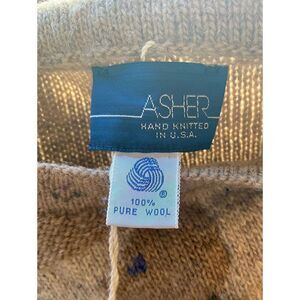 ASHER
HAND KNITTED
IN U.S.A.
®
100%
PURE WOOL